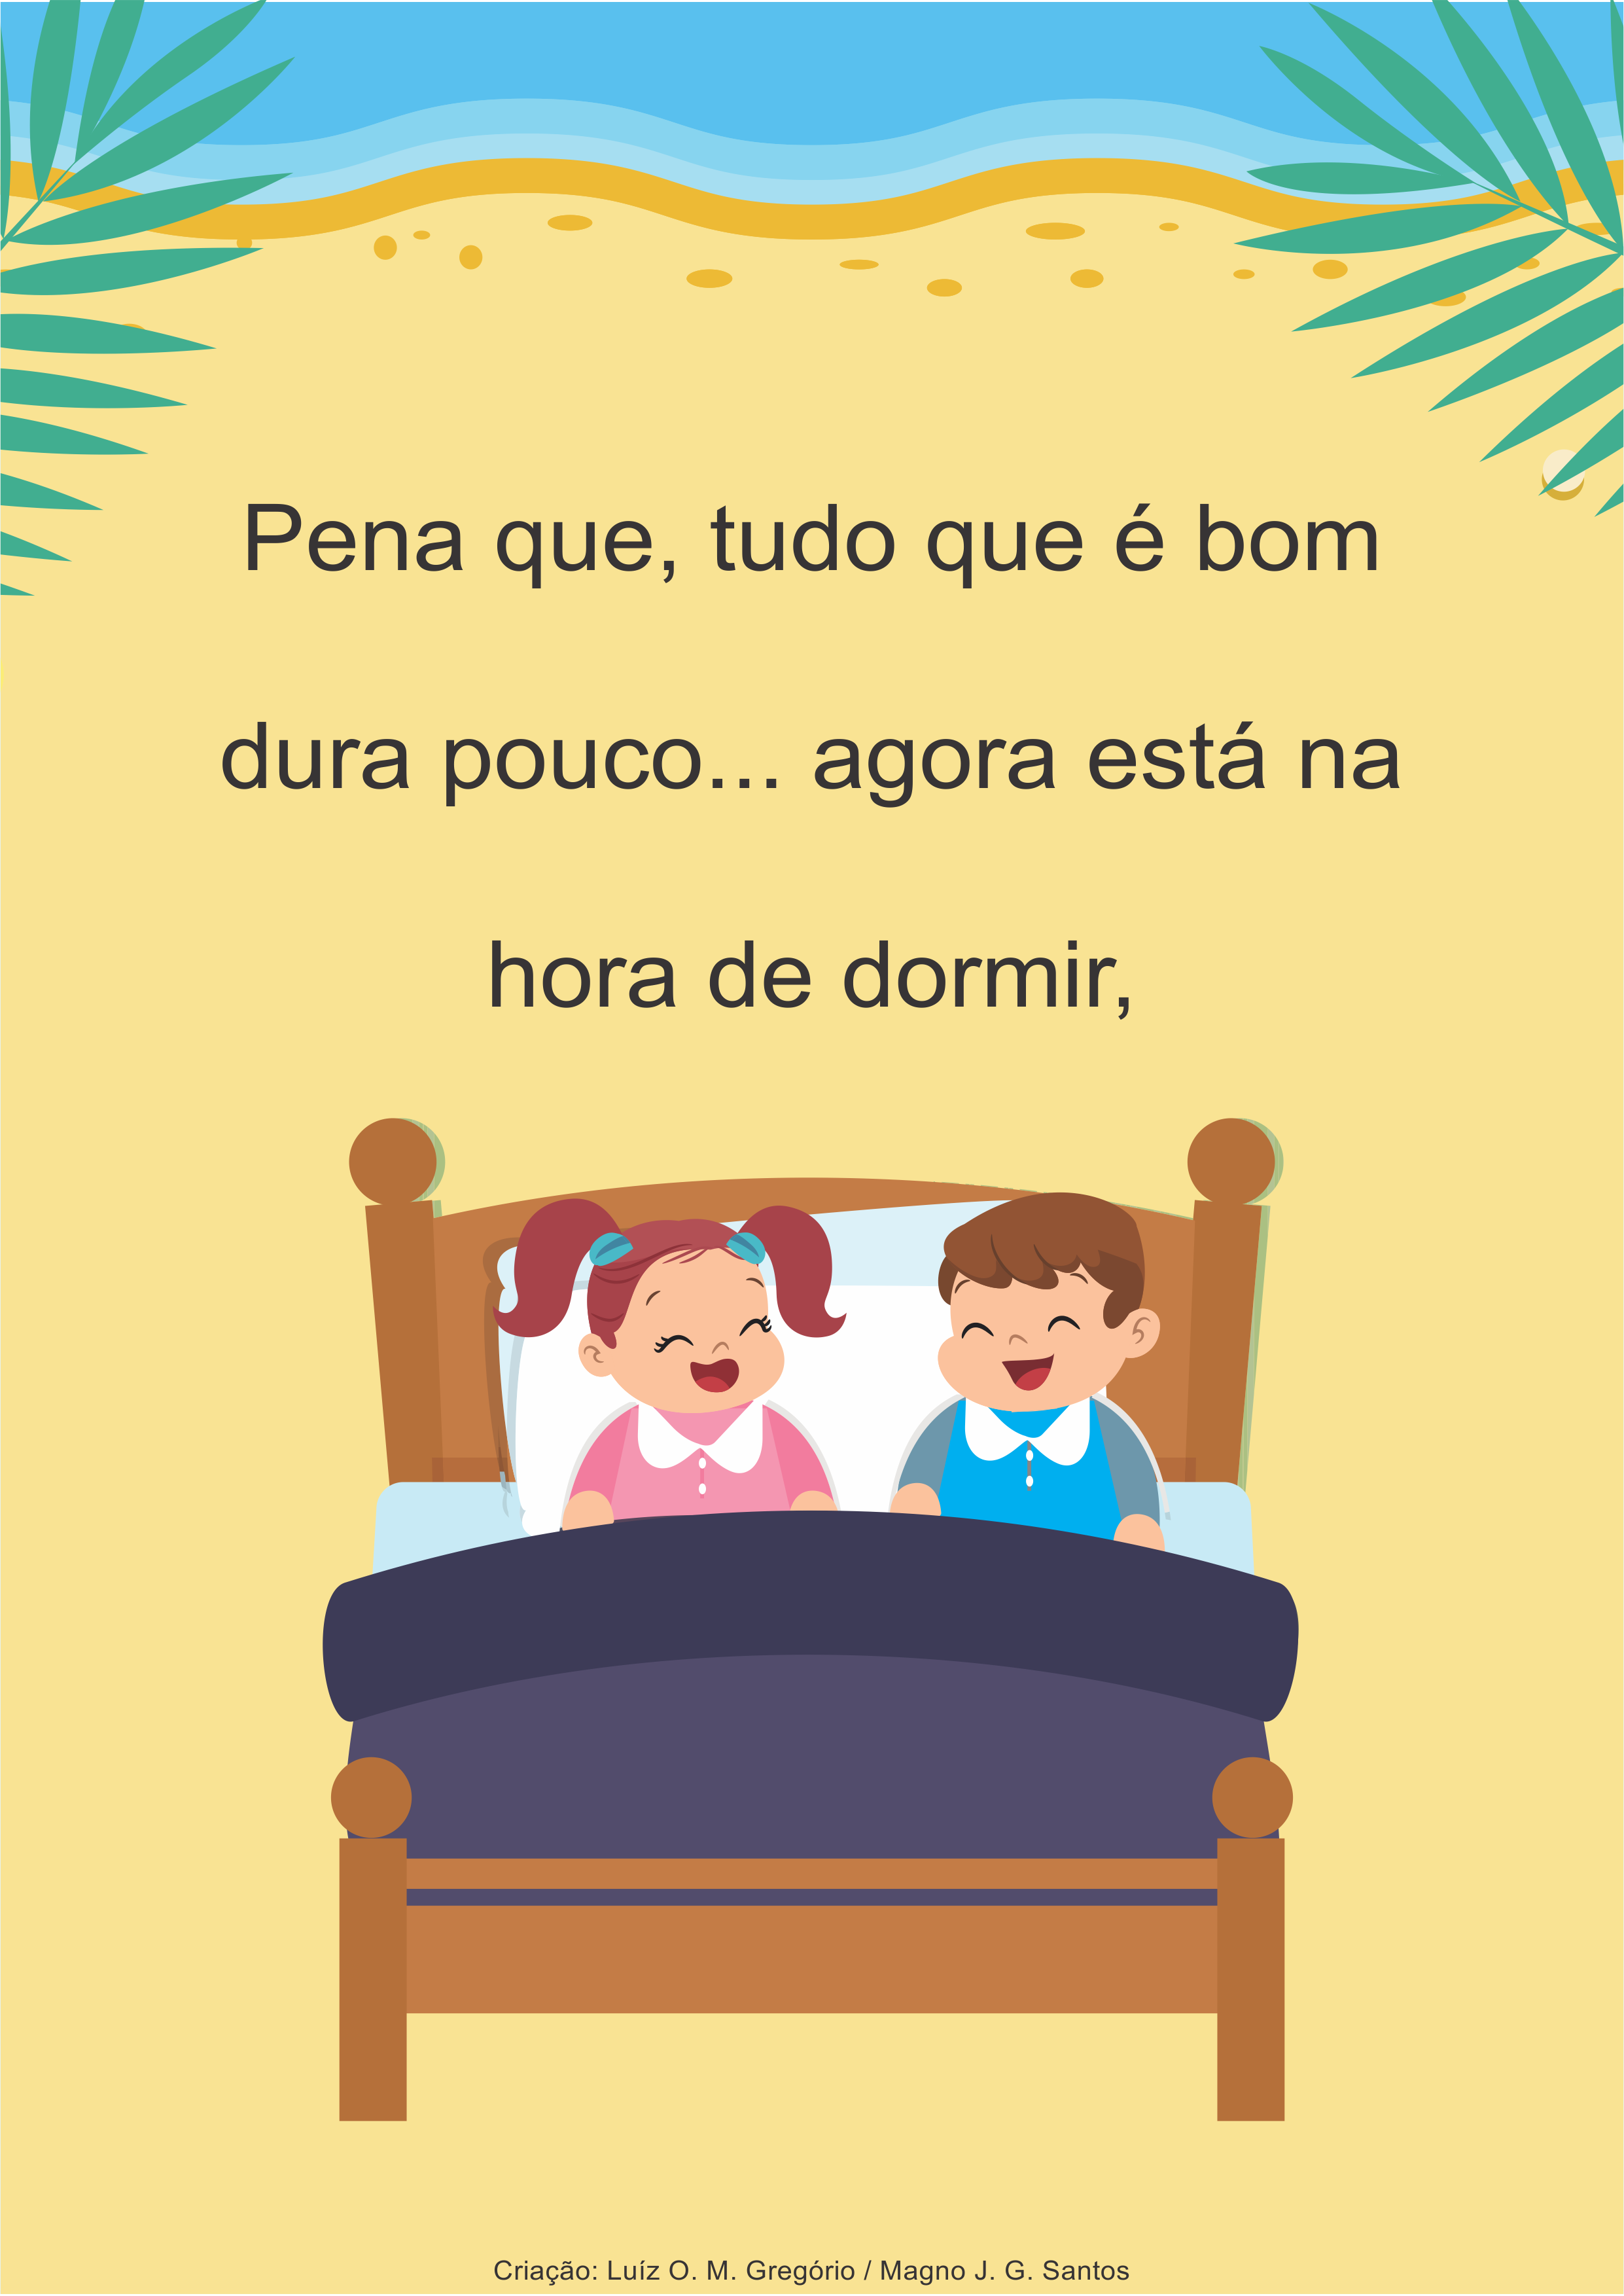 Pena que, tudo que é bom
dura pouco... agora está na
hora de dormir,
Criação: Luíz O. M. Gregório / Magno J. G. Santos